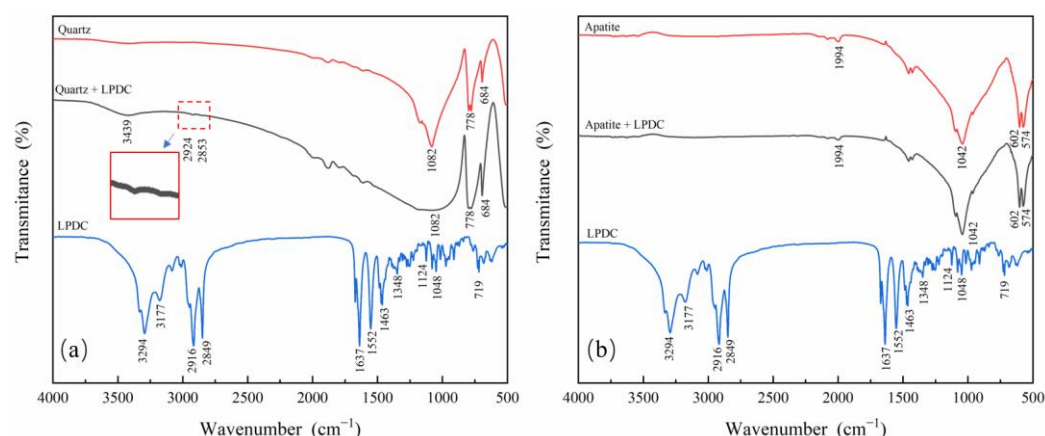 Quartz
684
778
1082
Quartz + LPDC
3439
2924
2853
1082
778
684
LPDC
3294
3177
2916
2849
1637
1552
1463
1348
1124
1048
719
(a)
Transmitance (%)
4000 3500 3000 2500 2000 1500 1000 500
Wavenumber (cm⁻¹)
Apatite
1994
1042
602
574
Apatite + LPDC
1994
1042
602
574
LPDC
3294
3177
2916
2849
1637
1552
1463
1348
1124
1048
719
(b)
Transmitance (%)
4000 3500 3000 2500 2000 1500 1000 500
Wavenumber (cm⁻¹)